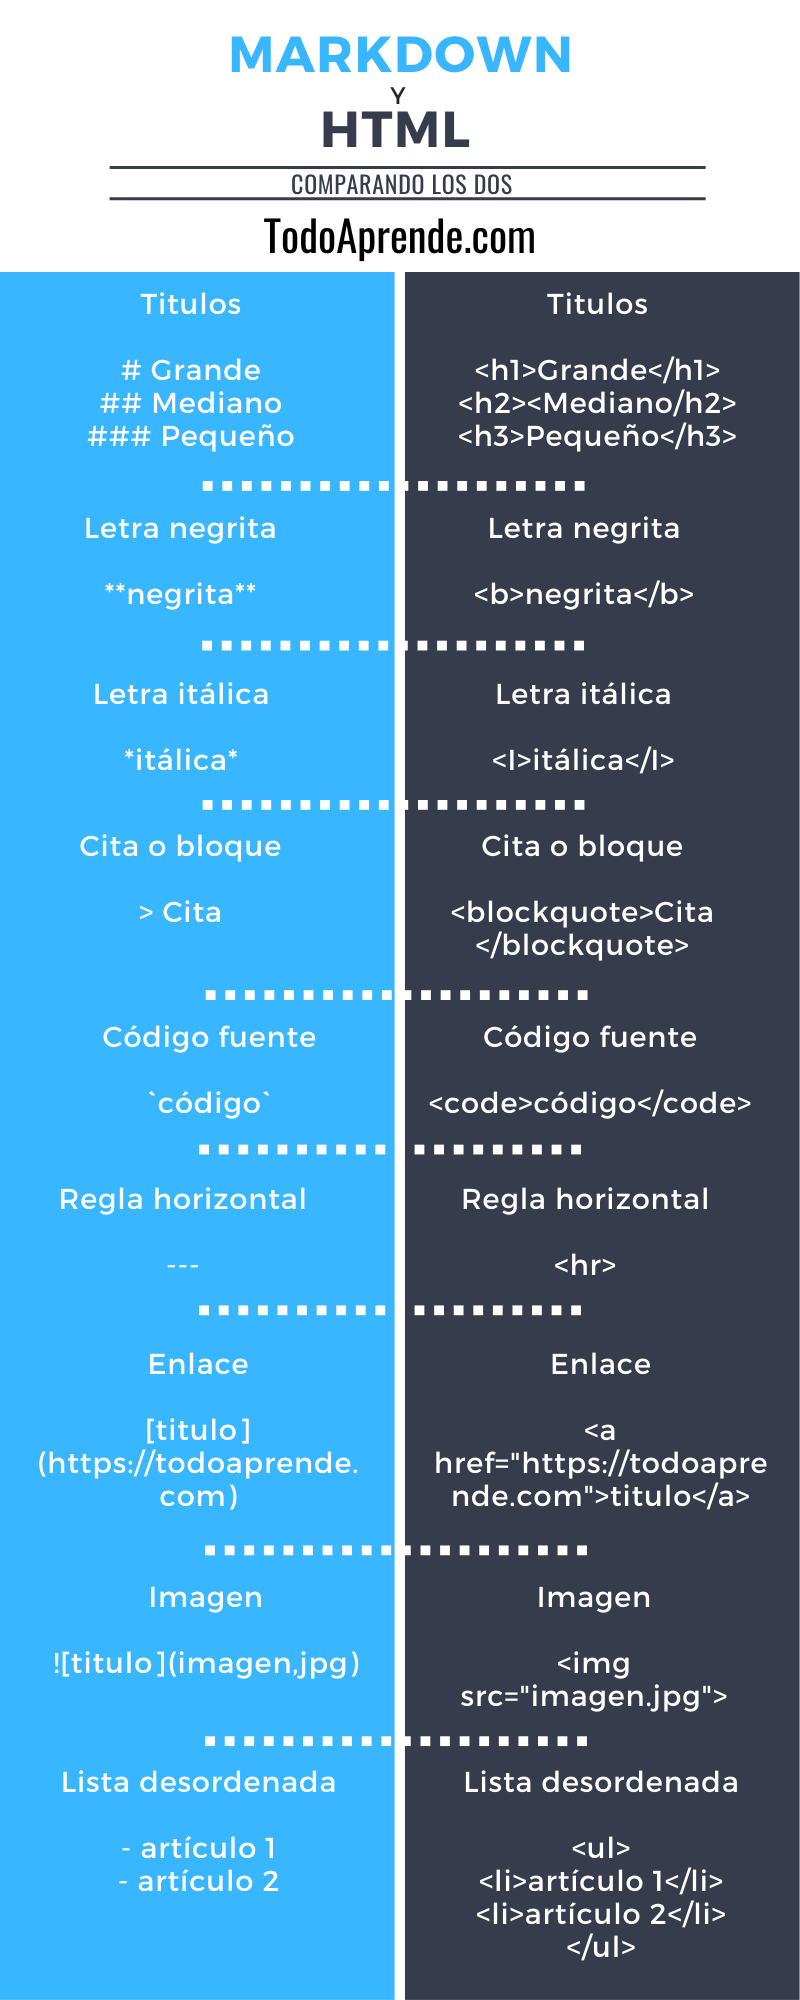 MARKDOWN
Y
HTML
COMPARANDO LOS DOS
TodoAprende.com
Titulos
# Grande
## Mediano
### Pequeño
Titulos
<h1>Grande</h1>
<h2><Mediano/h2>
<h3>Pequeño</h3>
Letra negrita
**negrita**
Letra negrita
<b>negrita</b>
Letra itálica
*itálica*
Letra itálica
<I>itálica</I>
Cita o bloque
> Cita
Cita o bloque
<blockquote>Cita
</blockquote>
Código fuente
`código`
Código fuente
<code>código</code>
Regla horizontal
---
Regla horizontal
<hr>
Enlace
[titulo]
(https://todoaprende.
com)
Enlace
<a
href="https://todoapre
nde.com">titulo</a>
Imagen
![titulo](imagen,jpg)
Imagen
<img
src="imagen.jpg">
Lista desordenada
- artículo 1
- artículo 2
Lista desordenada
<ul>
<li>artículo 1</li>
<li>artículo 2</li>
</ul>